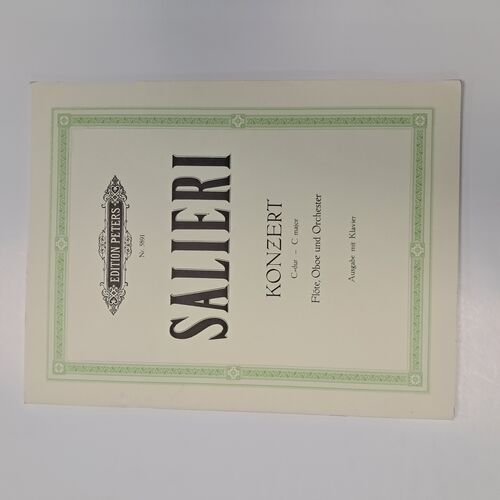 EDITION PETERS
Nr. 5891
SALIERI
KONZERT
C-dur – C major
Flöte, Oboe und Orchester
Ausgabe mit Klavier